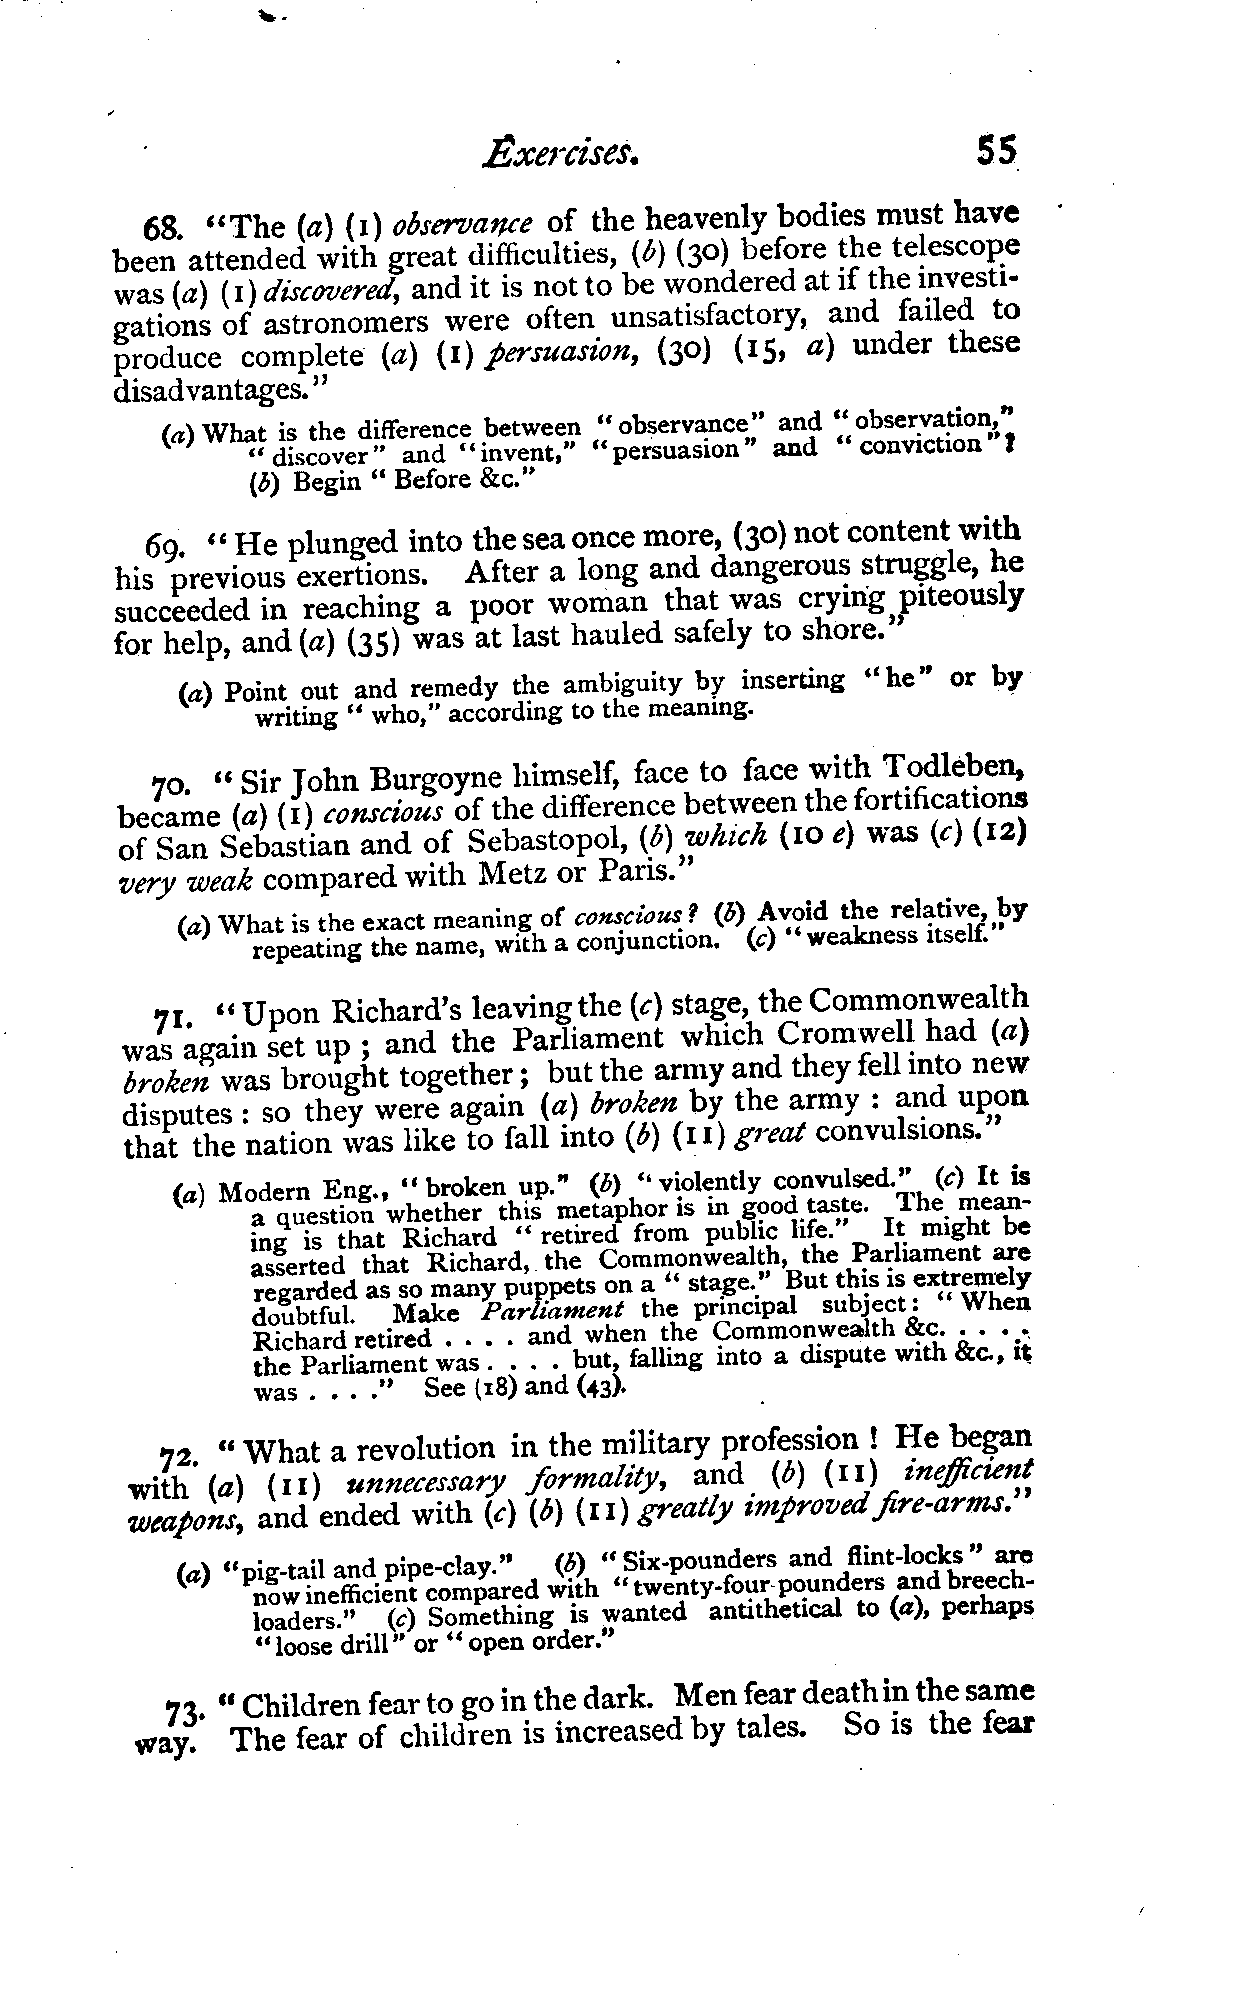 Exercises. 55
68. "The (a) (1) observance of the heavenly bodies must have
been attended with great difficulties, (b) (30) before the telescope
was (a) (1) discovered, and it is not to be wondered at if the investi-
gations of astronomers were often unsatisfactory, and failed to
produce complete (a) (1) persuasion, (30) (15, a) under these
disadvantages."
(a) What is the difference between "observance" and "observation,"
"discover" and "invent," "persuasion" and "conviction"?
(b) Begin "Before &c."
69. "He plunged into the sea once more, (30) not content with
his previous exertions. After a long and dangerous struggle, he
succeeded in reaching a poor woman that was crying piteously
for help, and (a) (35) was at last hauled safely to shore."
(a) Point out and remedy the ambiguity by inserting "he" or by
writing "who," according to the meaning.
70. "Sir John Burgoyne himself, face to face with Todleben,
became (a) (1) conscious of the difference between the fortifications
of San Sebastian and of Sebastopol, (b) which (10 e) was (c) (12)
very weak compared with Metz or Paris."
(a) What is the exact meaning of conscious? (b) Avoid the relative, by
repeating the name, with a conjunction. (c) "weakness itself."
71. "Upon Richard's leaving the (c) stage, the Commonwealth
was again set up; and the Parliament which Cromwell had (a)
broken was brought together; but the army and they fell into new
disputes: so they were again (a) broken by the army: and upon
that the nation was like to fall into (b) (11) great convulsions."
(a) Modern Eng., "broken up." (b) "violently convulsed." (c) It is
a question whether this metaphor is in good taste. The mean-
ing is that Richard "retired from public life." It might be
asserted that Richard, the Commonwealth, the Parliament are
regarded as so many puppets on a "stage." But this is extremely
doubtful. Make Parliament the principal subject: "When
Richard retired . . . . and when the Commonwealth &c. . . . .
the Parliament was . . . . but, falling into a dispute with &c., it
was . . . ." See (18) and (43).
72. "What a revolution in the military profession! He began
with (a) (11) unnecessary formality, and (b) (11) inefficient
weapons, and ended with (c) (b) (11) greatly improved fire-arms."
(a) "pig-tail and pipe-clay." (b) "Six-pounders and flint-locks" are
now inefficient compared with "twenty-four-pounders and breech-
loaders." (c) Something is wanted antithetical to (a), perhaps
"loose drill" or "open order."
73. "Children fear to go in the dark. Men fear death in the same
way. The fear of children is increased by tales. So is the fear